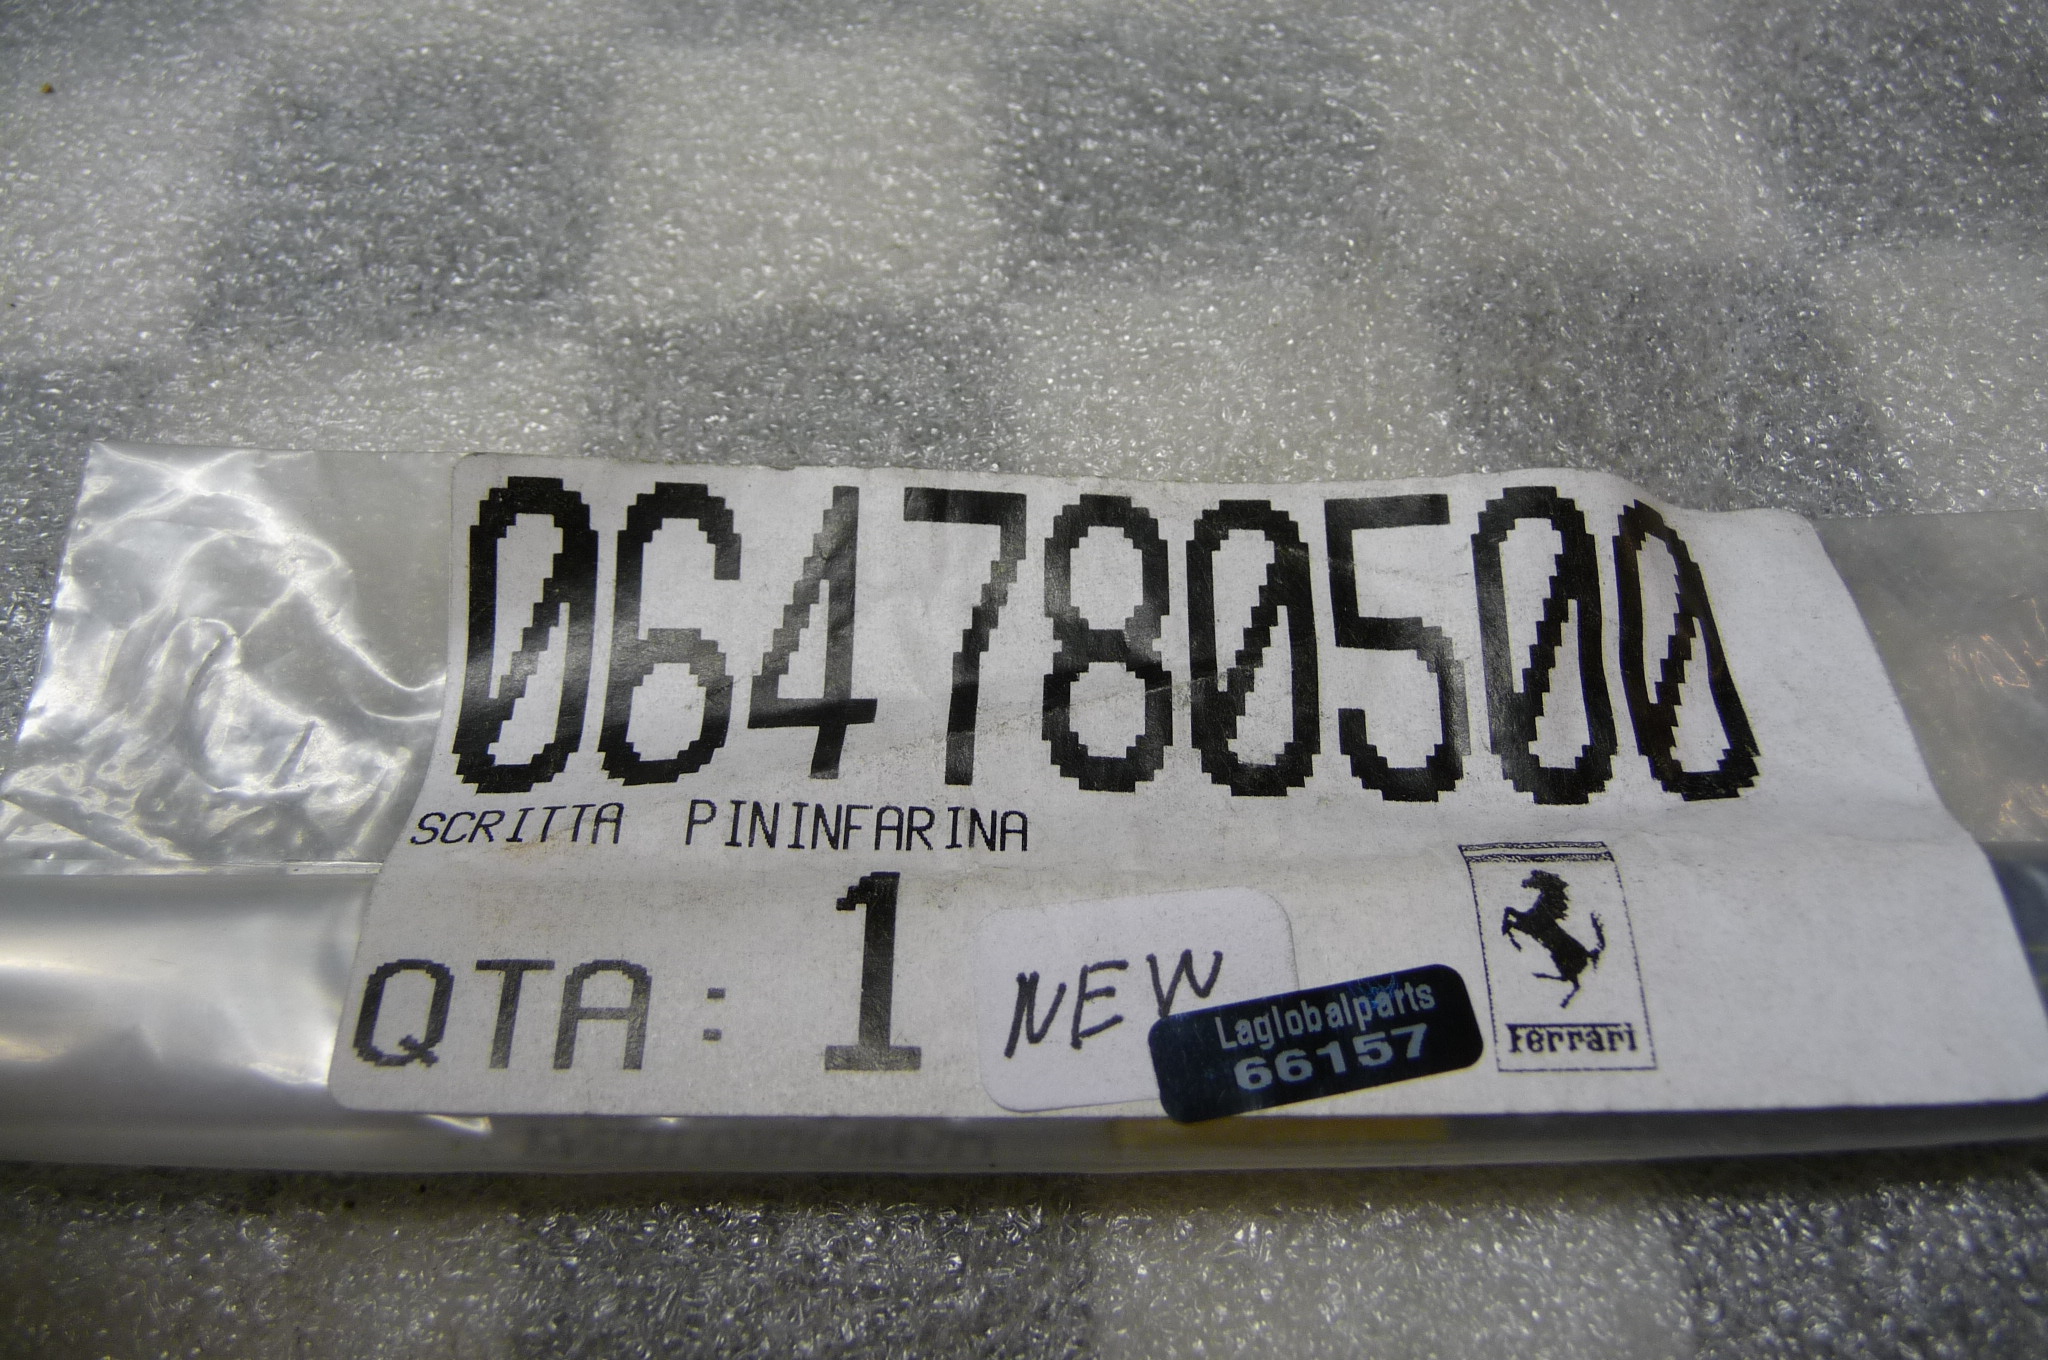 064780500
SCRITTA PININFARINA
QTA: 1
NEW
Laglobalparts
66157
Ferrari